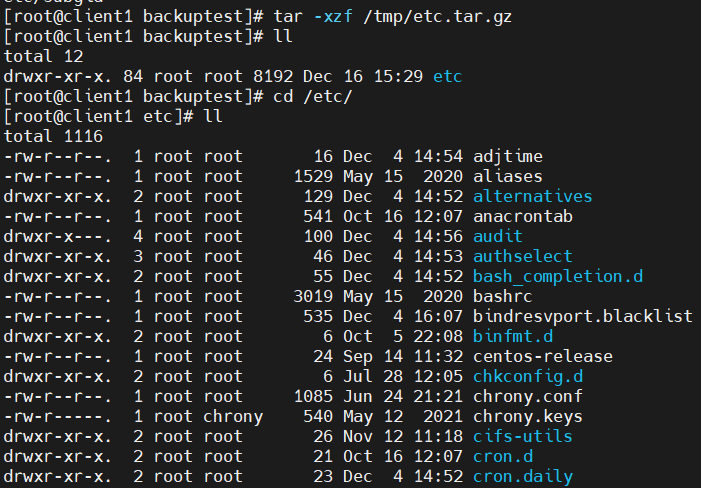 [root@client1 backuptest]# tar -xzf /tmp/etc.tar.gz
[root@client1 backuptest]# ll
total 12
drwxr-xr-x. 84 root root 8192 Dec 16 15:29 etc
[root@client1 backuptest]# cd /etc/
[root@client1 etc]# ll
total 1116
-rw-r--r--.  1 root root       16 Dec  4 14:54 adjtime
-rw-r--r--.  1 root root     1529 May 15  2020 aliases
drwxr-xr-x.  2 root root      129 Dec  4 14:52 alternatives
-rw-r--r--.  1 root root      541 Oct 16 12:07 anacrontab
drwxr-x---.  4 root root      100 Dec  4 14:56 audit
drwxr-xr-x.  3 root root       46 Dec  4 14:53 authselect
drwxr-xr-x.  2 root root       55 Dec  4 14:52 bash_completion.d
-rw-r--r--.  1 root root     3019 May 15  2020 bashrc
-rw-r--r--.  1 root root      535 Dec  4 16:07 bindresvport.blacklist
drwxr-xr-x.  2 root root        6 Oct  5 22:08 binfmt.d
-rw-r--r--.  1 root root       24 Sep 14 11:32 centos-release
drwxr-xr-x.  2 root root        6 Jul 28 12:05 chkconfig.d
-rw-r--r--.  1 root root     1085 Jun 24 21:21 chrony.conf
-rw-r-----.  1 root chrony    540 May 12  2021 chrony.keys
drwxr-xr-x.  2 root root       26 Nov 12 11:18 cifs-utils
drwxr-xr-x.  2 root root       21 Oct 16 12:07 cron.d
drwxr-xr-x.  2 root root       23 Dec  4 14:52 cron.daily